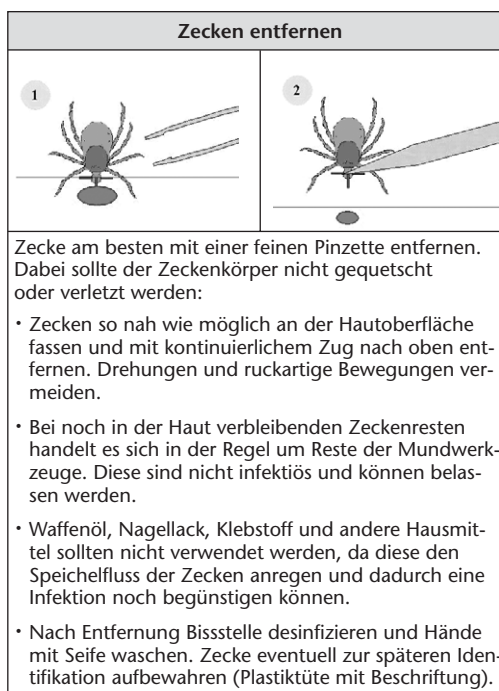 Zecken entfernen
1
2
Zecke am besten mit einer feinen Pinzette entfernen.
Dabei sollte der Zeckenkörper nicht gequetscht
oder verletzt werden:
• Zecken so nah wie möglich an der Hautoberfläche
fassen und mit kontinuierlichem Zug nach oben ent-
fernen. Drehungen und ruckartige Bewegungen ver-
meiden.
• Bei noch in der Haut verbleibenden Zeckenresten
handelt es sich in der Regel um Reste der Mundwerk-
zeuge. Diese sind nicht infektiös und können belas-
sen werden.
• Waffenöl, Nagellack, Klebstoff und andere Hausmit-
tel sollten nicht verwendet werden, da diese den
Speichelfluss der Zecken anregen und dadurch eine
Infektion noch begünstigen können.
• Nach Entfernung Bissstelle desinfizieren und Hände
mit Seife waschen. Zecke eventuell zur späteren Iden-
tifikation aufbewahren (Plastiktüte mit Beschriftung).